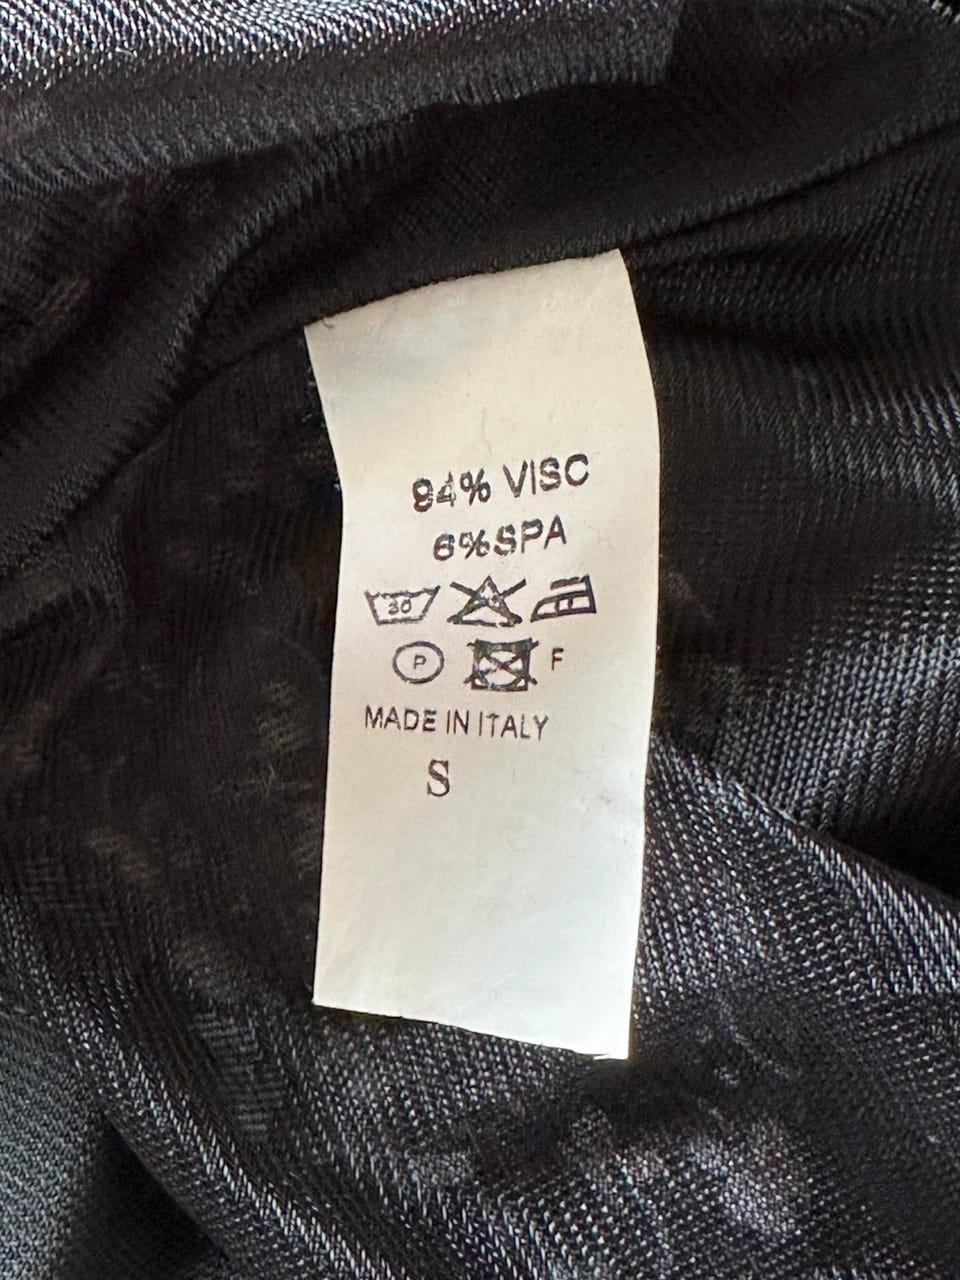 94% VISC
6%SPA
30
P F
MADE IN ITALY
S